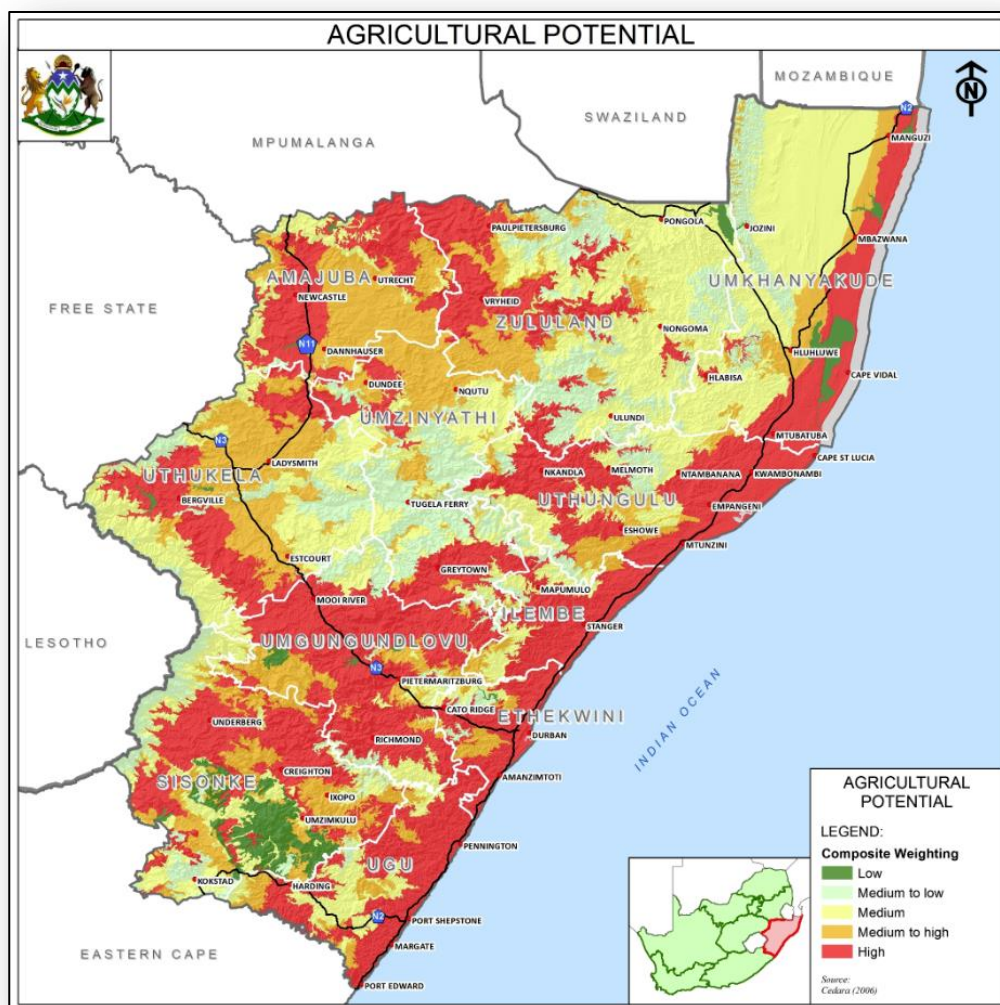 AGRICULTURAL POTENTIAL
MOZAMBIQUE
SWAZILAND
MPUMALANGA
N2
N
MANGUZI
PONGOLA
JOZINI
PAULPIETERSBURG
MBAZWANA
AMAJUBA
UTRECHT
UMKHANYAKUDE
NEWCASTLE
VRYHEID
FREE STATE
ZULULAND
NONGOMA
N11
DANNHAUSER
HLUHLUWE
HLABISA
CAPE VIDAL
DUNDEE
NQUTU
UMZINYATHI
ULUNDI
N3
MTUBATUBA
CAPE ST LUCIA
LADYSMITH
UTHUKELA
NKANDLA
MELMOTH
NTAMBANANA
KWAMBONAMBI
BERGVILLE
TUGELA FERRY
UTHUNGULU
EMPANGENI
ESHOWE
MTUNZINI
ESTCOURT
GREYTOWN
MAPUMULO
MOOI RIVER
ILEMBE
STANGER
LESOTHO
UMGUNGUNDLOVU
N3
PIETERMARITZBURG
CATO RIDGE
ETHEKWINI
UNDERBERG
DURBAN
RICHMOND
INDIAN OCEAN
CREIGHTON
AMANZIMTOTI
SISONKE
IXOPO
UMZIMKULU
PENNINGTON
UGU
KOKSTAD
HARDING
N2
PORT SHEPSTONE
MARGATE
EASTERN CAPE
PORT EDWARD
AGRICULTURAL
POTENTIAL
LEGEND:
Composite Weighting
Low
Medium to low
Medium
Medium to high
High
Source:
Cedara (2006)